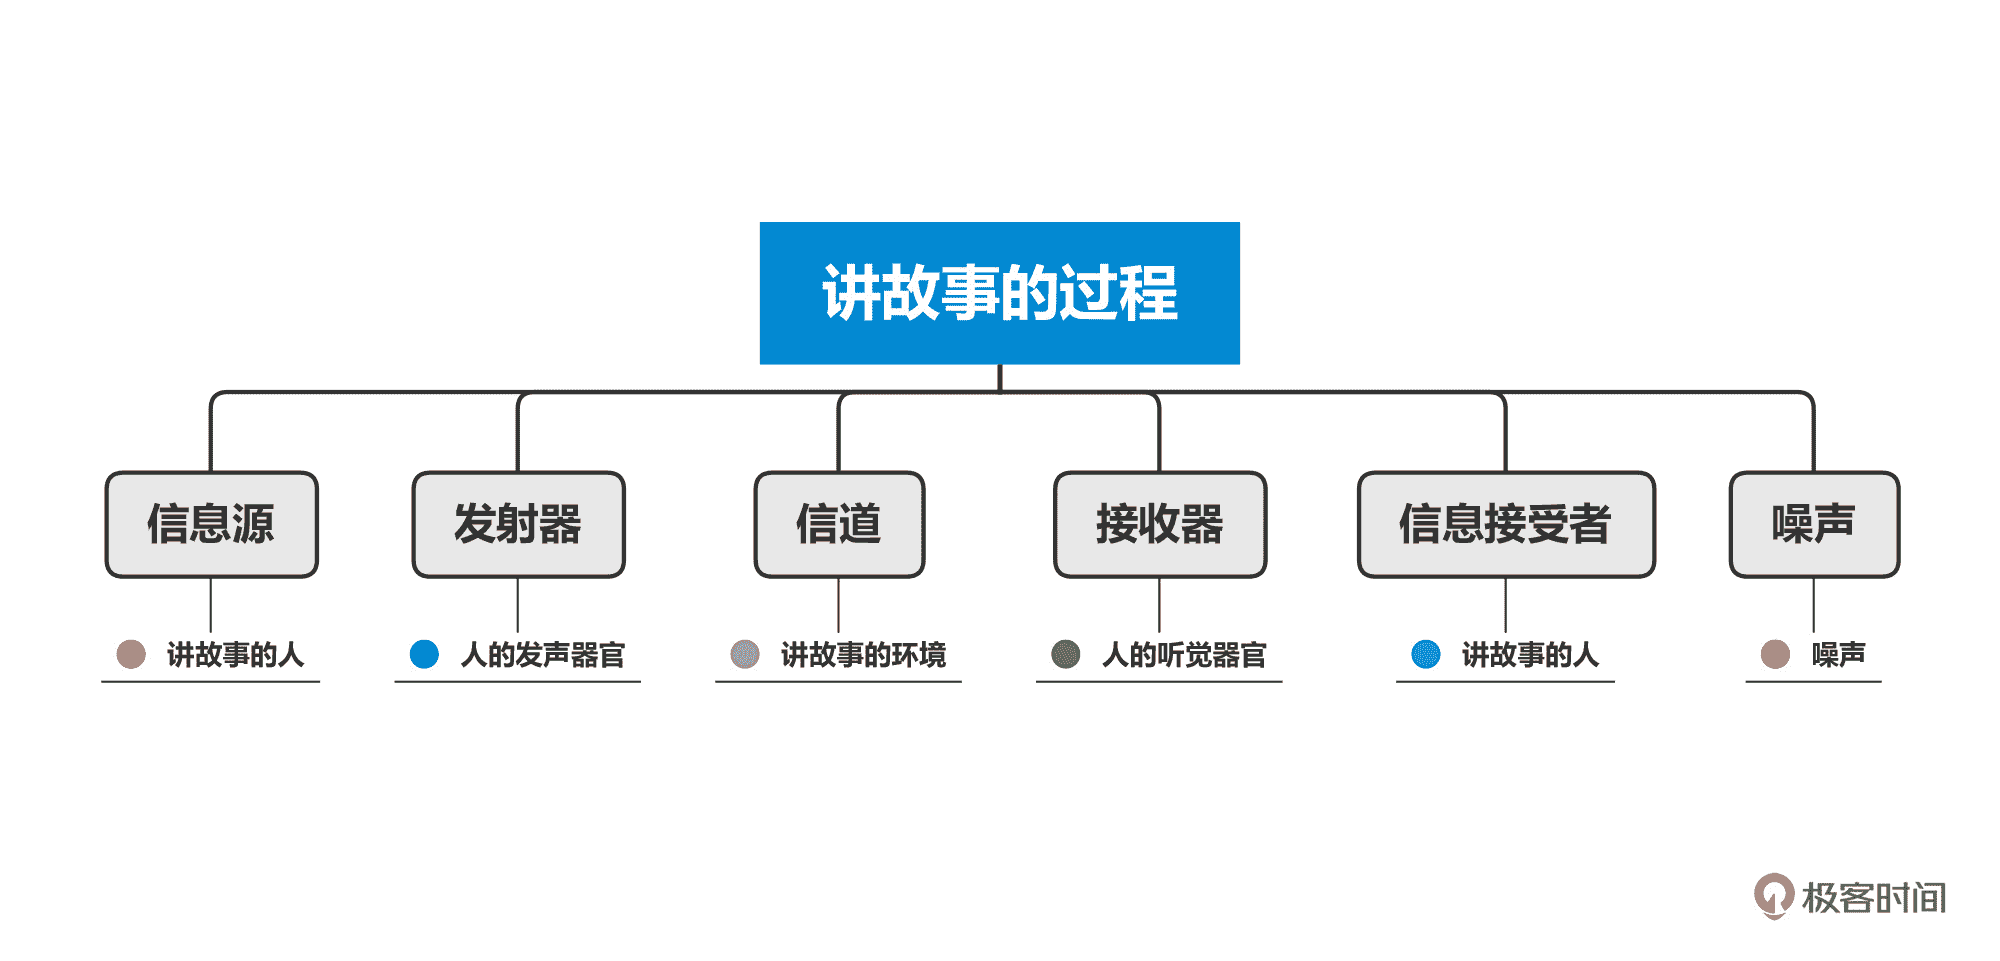 讲故事的过程
信息源
发射器
信道
接收器
信息接受者
噪声
讲故事的人
人的发声器官
讲故事的环境
人的听觉器官
讲故事的人
噪声
极客时间